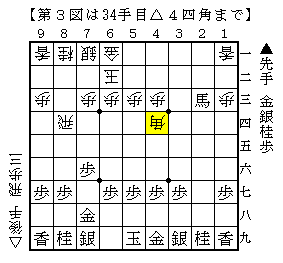 【第３図は34手目△４四角まで】
９ ８ ７ ６ ５ ４ ３ ２ １
香 桂 銀 金 香 一
玉 二
歩 歩 歩 歩 歩 馬 歩 三
飛 角 四
五
歩 六
歩 歩 歩 歩 歩 歩 歩 七
金 八
香 桂 銀 玉 金 銀 桂 香 九
▲先手 金銀桂歩
△後手 飛歩三